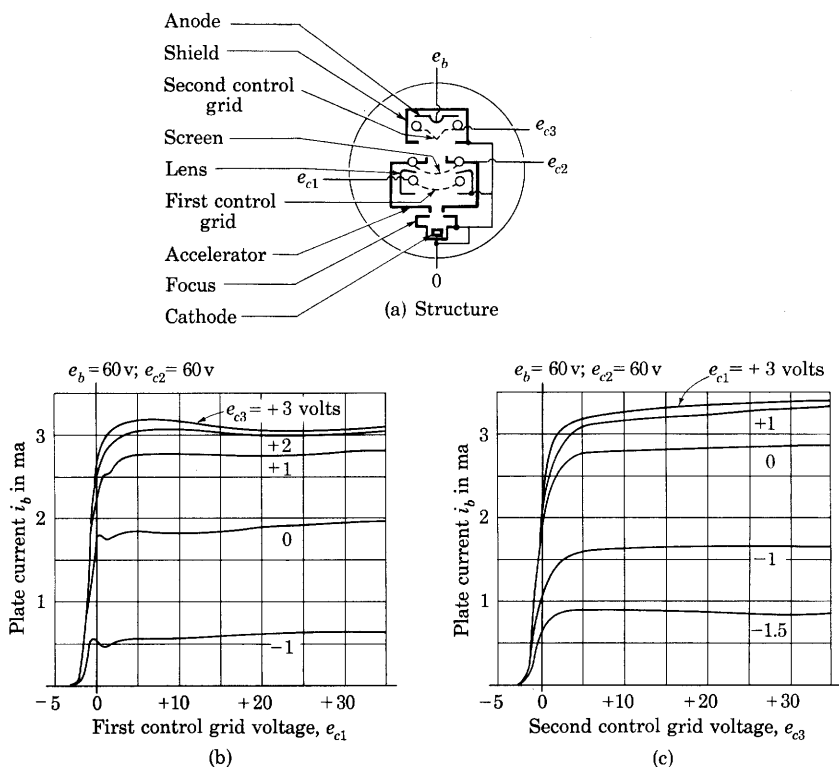 Anode
Shield
Second control
grid
Screen
Lens
First control
grid
Accelerator
Focus
Cathode
e_b
e_c3
e_c2
e_c1
0
(a) Structure
e_b = 60 v; e_c2 = 60 v
e_c3 = + 3 volts
+2
+1
0
−1
Plate current i_b in ma
3
2
1
−5 0 +10 +20 +30
First control grid voltage, e_c1
(b)
e_b = 60 v; e_c2 = 60 v
e_c1 = + 3 volts
+1
0
−1
−1.5
Plate current i_b in ma
3
2
1
−5 0 +10 +20 +30
Second control grid voltage, e_c3
(c)